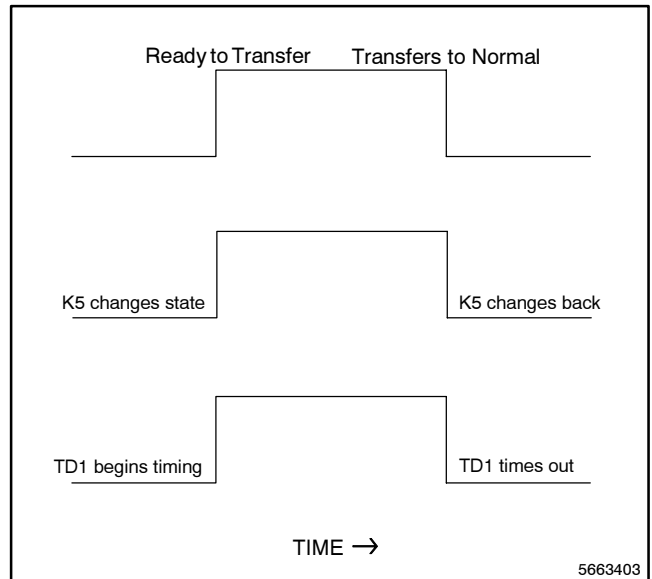 Ready to Transfer
Transfers to Normal
K5 changes state
K5 changes back
TD1 begins timing
TD1 times out
TIME →
5663403